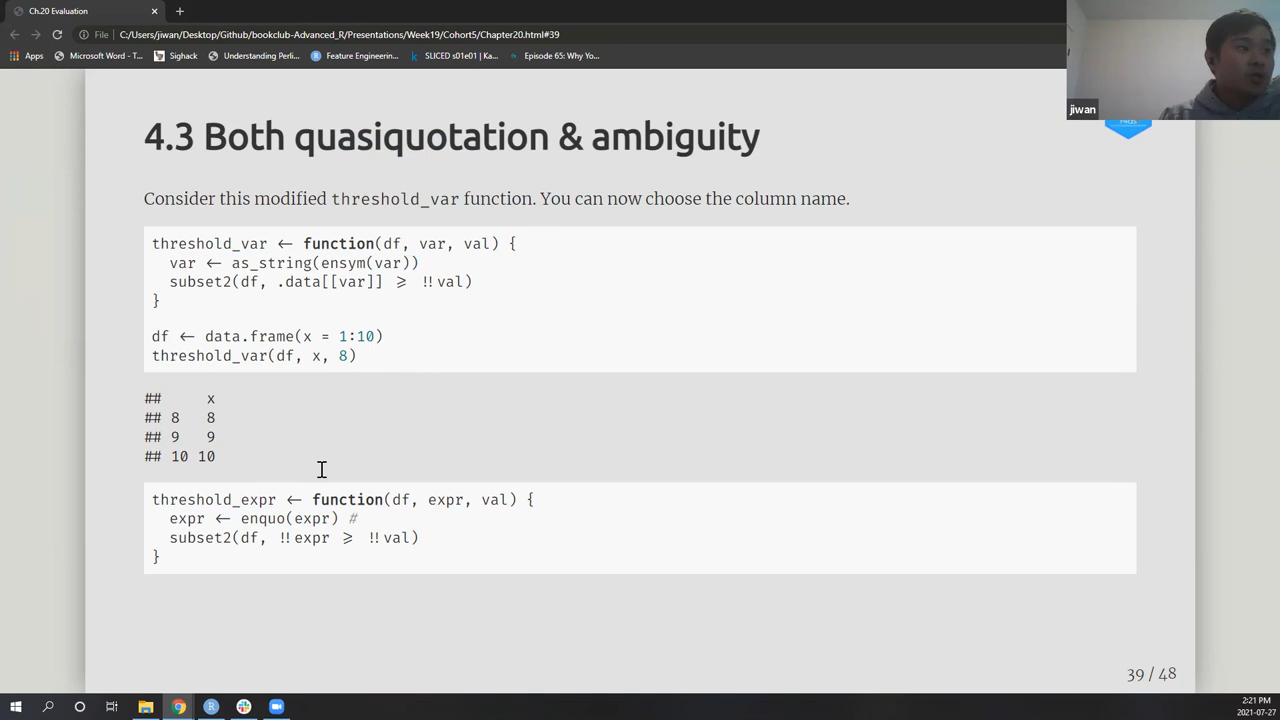 Ch.20 Evaluation
File
C:/Users/jiwan/Desktop/Github/bookclub-Advanced_R/Presentations/Week19/Cohort5/Chapter20.html#39
Apps
Microsoft Word - T...
Sighack
Understanding Perli...
Feature Engineerin...
SLICED s01e01 | Ka...
Episode 65: Why Yo...
jiwan
4.3 Both quasiquotation & ambiguity
Consider this modified threshold_var function. You can now choose the column name.
threshold_var ← function(df, var, val) {
var ← as_string(ensym(var))
subset2(df, .data[[var]] ⩾ !!val)
}
df ← data.frame(x = 1:10)
threshold_var(df, x, 8)
## x
## 8 8
## 9 9
## 10 10
threshold_expr ← function(df, expr, val) {
expr ← enquo(expr) #
subset2(df, !!expr ⩾ !!val)
}
39 / 48
2:21 PM
2021-07-27